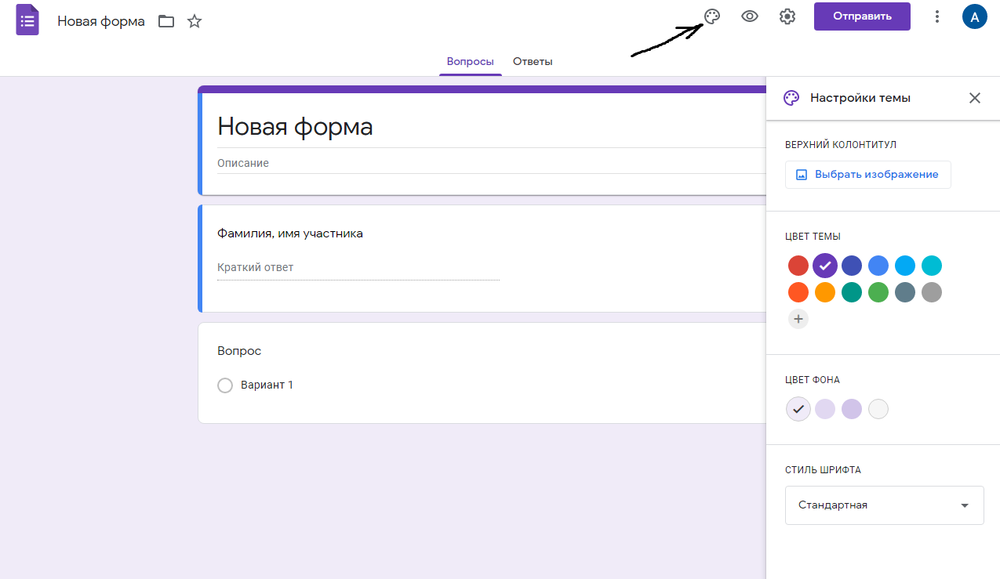 Новая форма
Отправить
А
Вопросы Ответы
Новая форма
Описание
Фамилия, имя участника
Краткий ответ
Вопрос
Вариант 1
Настройки темы
ВЕРХНИЙ КОЛОНТИТУЛ
Выбрать изображение
ЦВЕТ ТЕМЫ
ЦВЕТ ФОНА
СТИЛЬ ШРИФТА
Стандартная